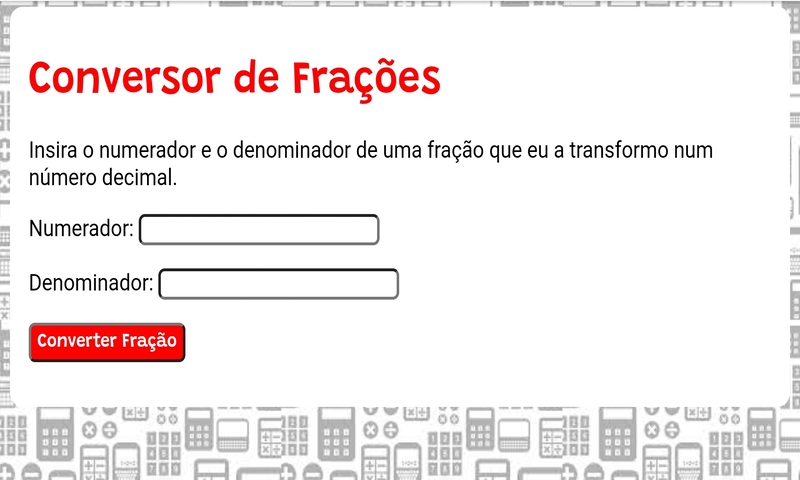 Conversor de Frações
Insira o numerador e o denominador de uma fração que eu a transformo num
número decimal.
Numerador:
Denominador:
Converter Fração